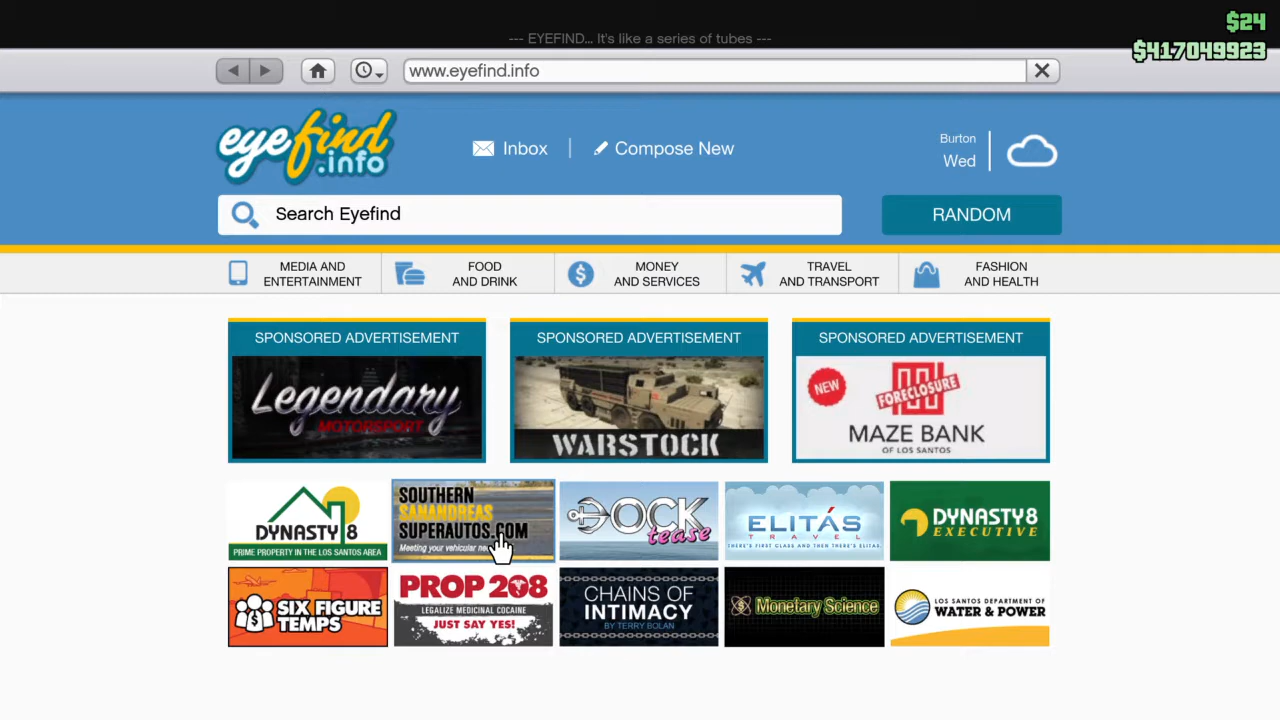 $24
$417049923
--- EYEFIND... It's like a series of tubes ---
www.eyefind.info
eyefind
.info
Inbox
Compose New
Burton
Wed
Search Eyefind
RANDOM
MEDIA AND
ENTERTAINMENT
FOOD
AND DRINK
MONEY
AND SERVICES
TRAVEL
AND TRANSPORT
FASHION
AND HEALTH
SPONSORED ADVERTISEMENT
Legendary
MOTORSPORT
SPONSORED ADVERTISEMENT
WARSTOCK
SPONSORED ADVERTISEMENT
NEW
FORECLOSURE
MAZE BANK
OF LOS SANTOS
DYNASTY 8
PRIME PROPERTY IN THE LOS SANTOS AREA
SOUTHERN
SANANDREAS
SUPERAUTOS.COM
Meeting your vehicular
DOCK
tease
ELITÁS
TRAVEL
THERE'S FIRST CLASS AND THEN THERE'S ELITAS
DYNASTY 8
EXECUTIVE
SIX FIGURE
TEMPS
PROP 208
LEGALIZE MEDICINAL COCAINE
JUST SAY YES!
CHAINS OF
INTIMACY
BY TERRY BOLAN
Monetary Science
LOS SANTOS DEPARTMENT OF
WATER & POWER